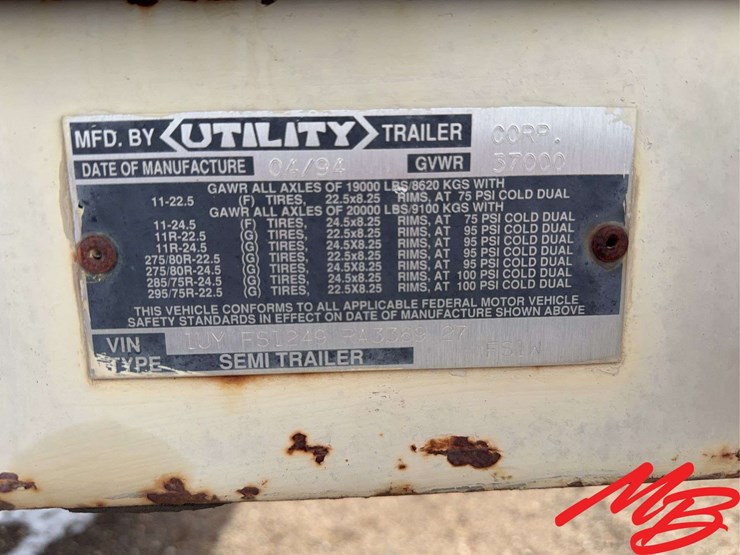 MFD. BY UTILITY TRAILER CORP.
DATE OF MANUFACTURE 04/94 GVWR 37000
GAWR ALL AXLES OF 19000 LBS/8620 KGS WITH
11-22.5 (F) TIRES, 22.5x8.25 RIMS, AT 75 PSI COLD DUAL
GAWR ALL AXLES OF 20000 LBS/9100 KGS WITH
11-24.5 (F) TIRES, 24.5x8.25 RIMS, AT 75 PSI COLD DUAL
11R-22.5 (G) TIRES, 22.5x8.25 RIMS, AT 95 PSI COLD DUAL
11R-24.5 (G) TIRES, 24.5X8.25 RIMS, AT 95 PSI COLD DUAL
275/80R-22.5 (G) TIRES, 22.5x8.25 RIMS, AT 95 PSI COLD DUAL
275/80R-24.5 (G) TIRES, 24.5X8.25 RIMS, AT 95 PSI COLD DUAL
285/75R-24.5 (G) TIRES, 24.5x8.25 RIMS, AT 100 PSI COLD DUAL
295/75R-22.5 (G) TIRES, 22.5X8.25 RIMS, AT 100 PSI COLD DUAL
THIS VEHICLE CONFORMS TO ALL APPLICABLE FEDERAL MOTOR VEHICLE
SAFETY STANDARDS IN EFFECT ON DATE OF MANUFACTURE SHOWN ABOVE
VIN
TYPE SEMI TRAILER
MB